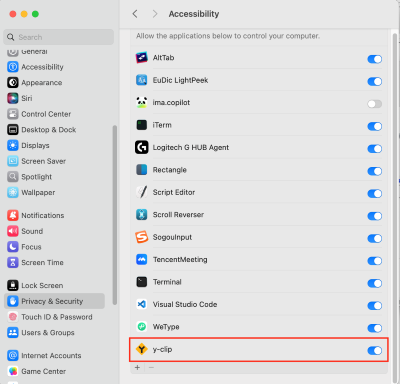 Accessibility
Search
Allow the applications below to control your computer.
General
Accessibility
Appearance
Siri
Control Center
Desktop & Dock
Displays
Screen Saver
Spotlight
Wallpaper
Notifications
Sound
Focus
Screen Time
Lock Screen
Privacy & Security
Touch ID & Password
Users & Groups
Internet Accounts
Game Center
AltTab
EuDic LightPeek
ima.copilot
iTerm
Logitech G HUB Agent
Rectangle
Script Editor
Scroll Reverser
SogouInput
TencentMeeting
Terminal
Visual Studio Code
WeType
y-clip